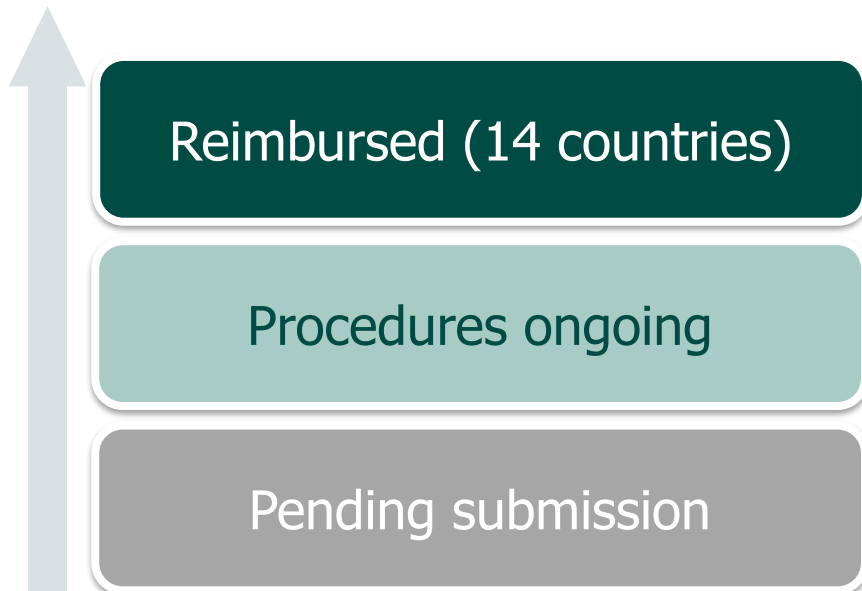 Reimbursed (14 countries)
Procedures ongoing
Pending submission